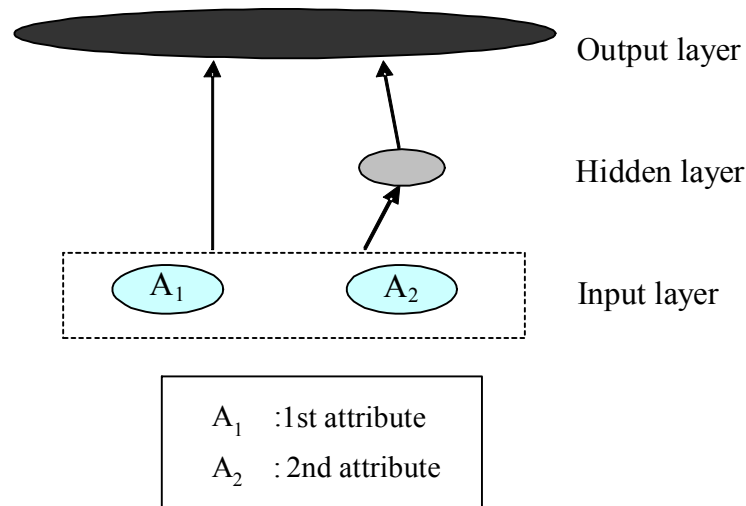 Output layer
Hidden layer
A₁ A₂ Input layer
A₁ :1st attribute
A₂ :2nd attribute